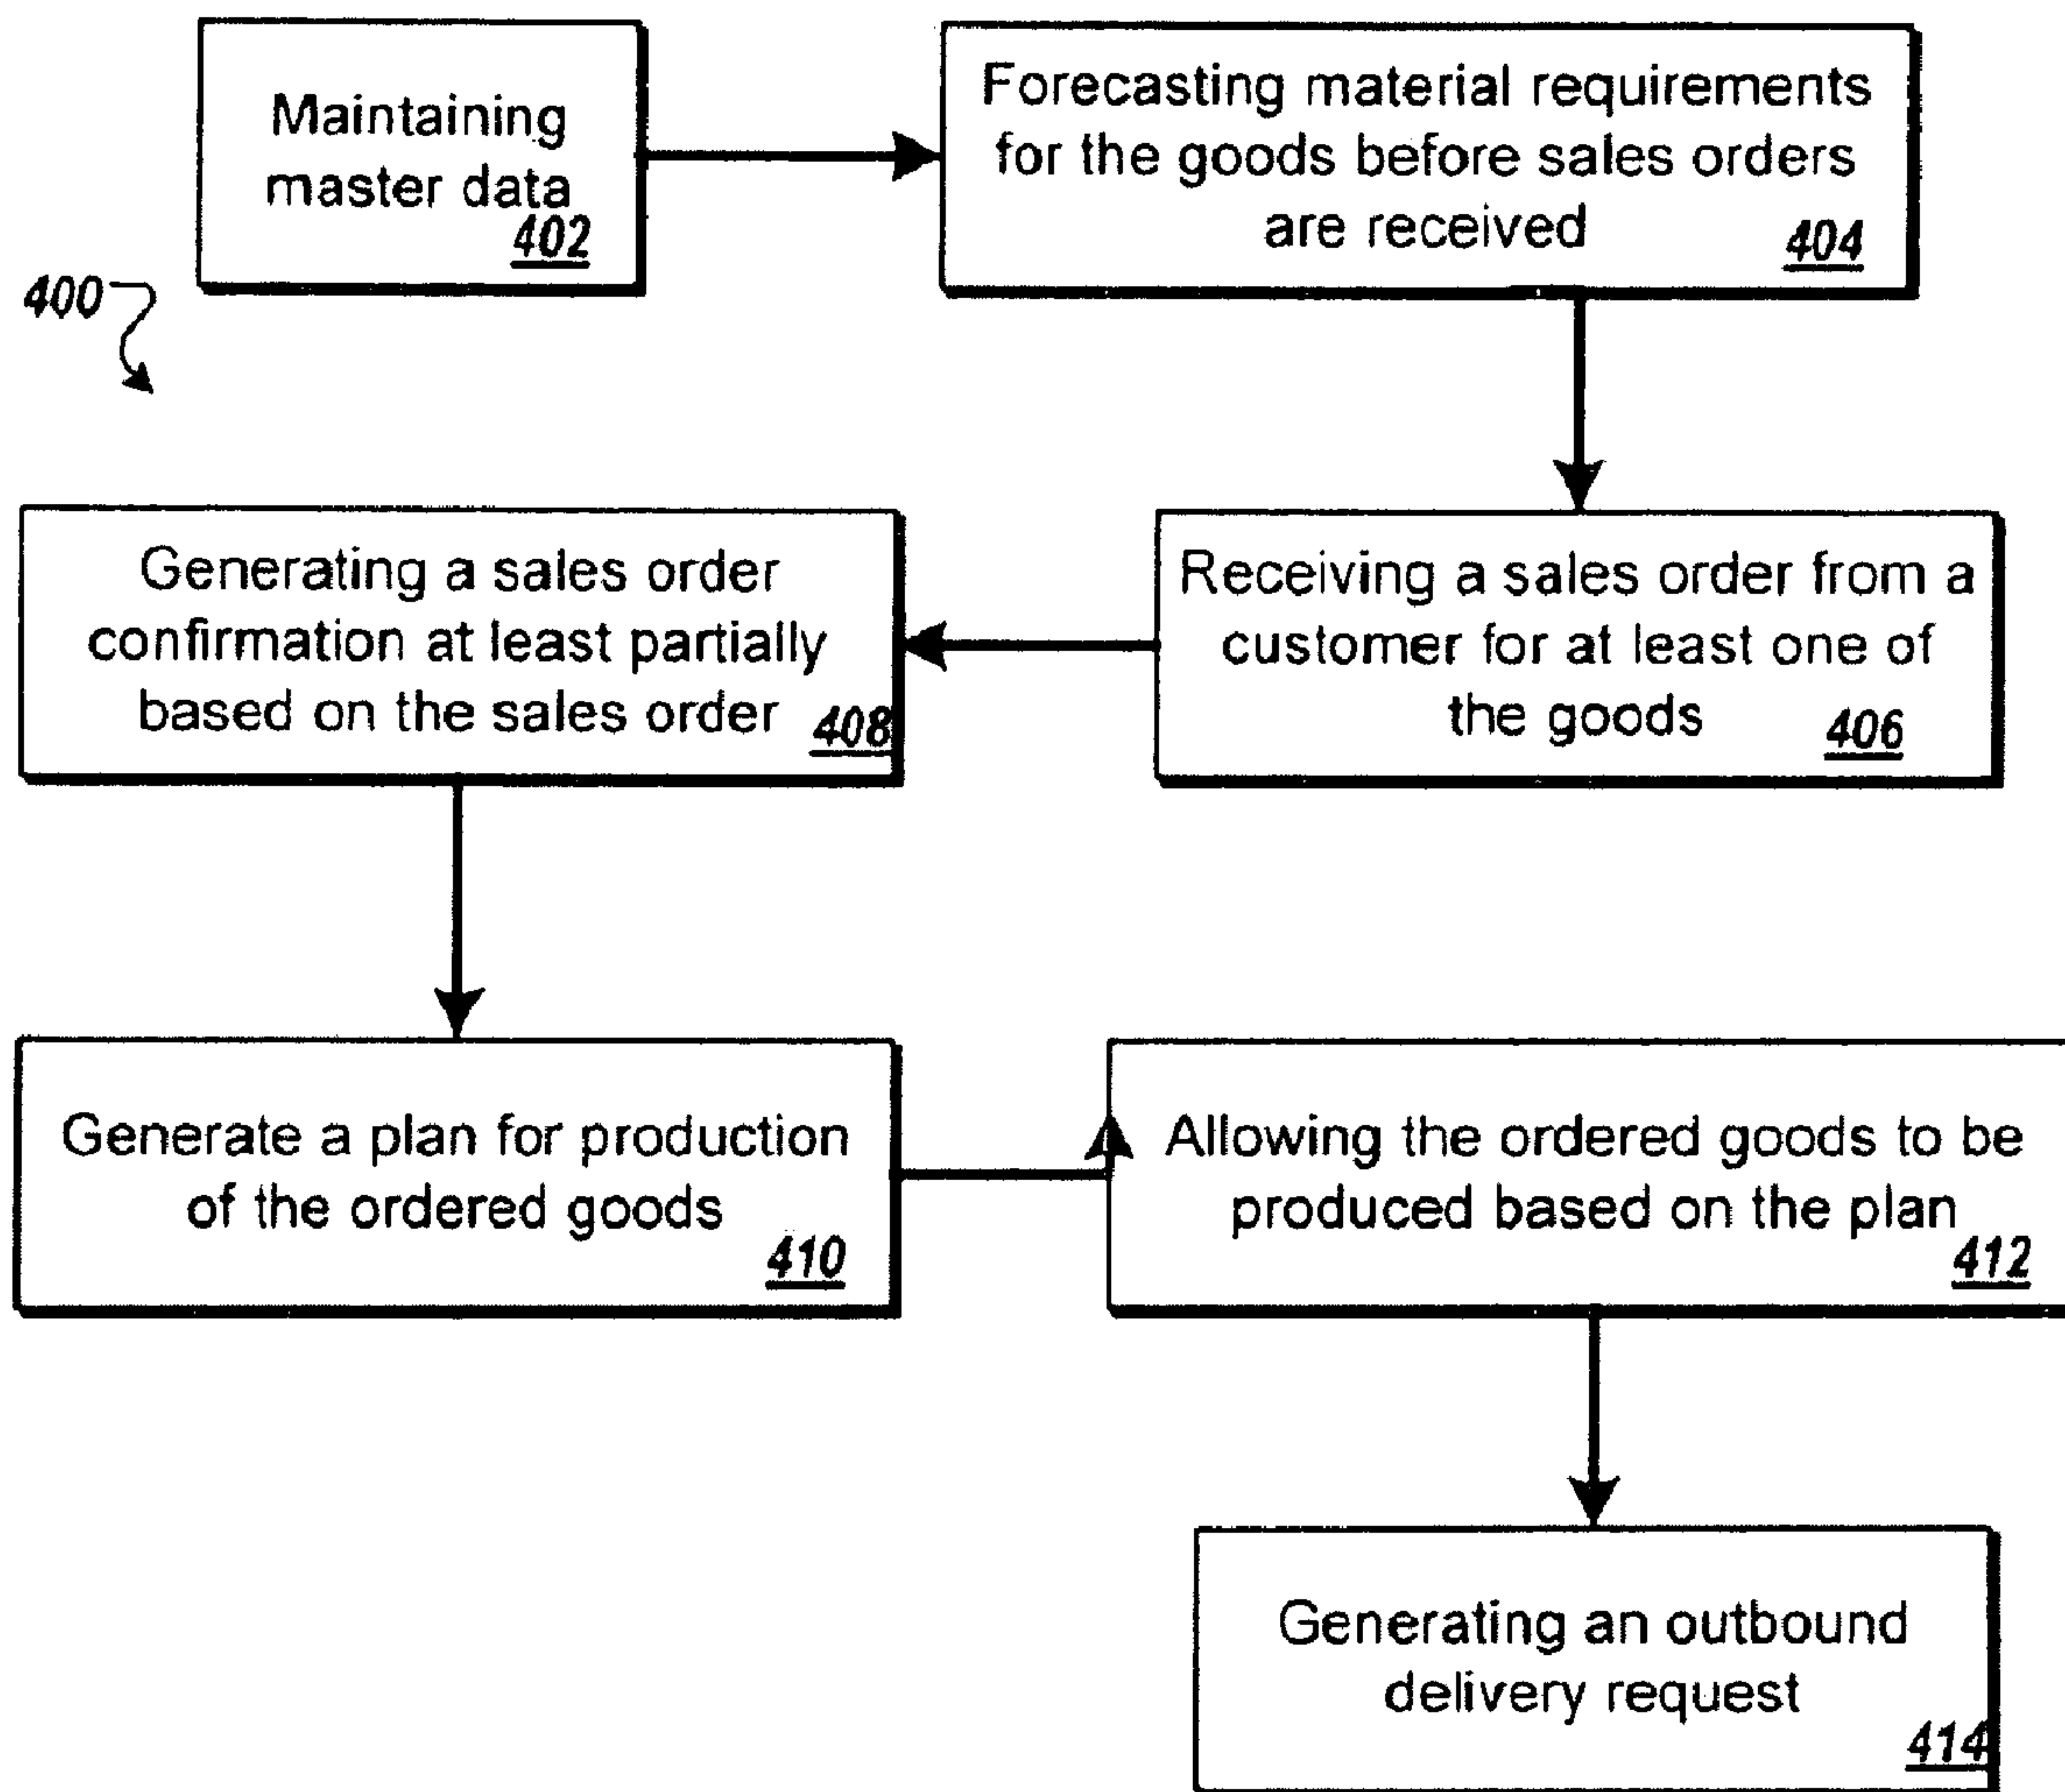 Maintaining
master data
402
Forecasting material requirements
for the goods before sales orders
are received
404
400
Generating a sales order
confirmation at least partially
based on the sales order
408
Receiving a sales order from a
customer for at least one of
the goods
406
Generate a plan for production
of the ordered goods
410
Allowing the ordered goods to be
produced based on the plan
412
Generating an outbound
delivery request
414